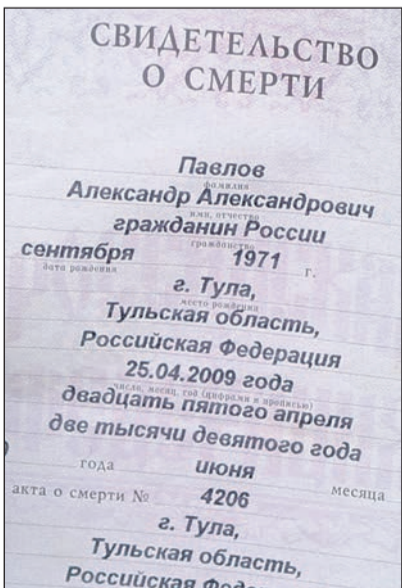 СВИДЕТЕЛЬСТВО
О СМЕРТИ
Павлов
фамилия
Александр Александрович
имя, отчество
гражданин России
гражданство
сентября 1971 г.
дата рождения
г. Тула,
место рождения
Тульская область,
Российская Федерация
25.04.2009 года
число, месяц, год (цифрами и прописью)
двадцать пятого апреля
две тысячи девятого года
года июня месяца
акта о смерти № 4206
г. Тула,
Тульская область,
Российская